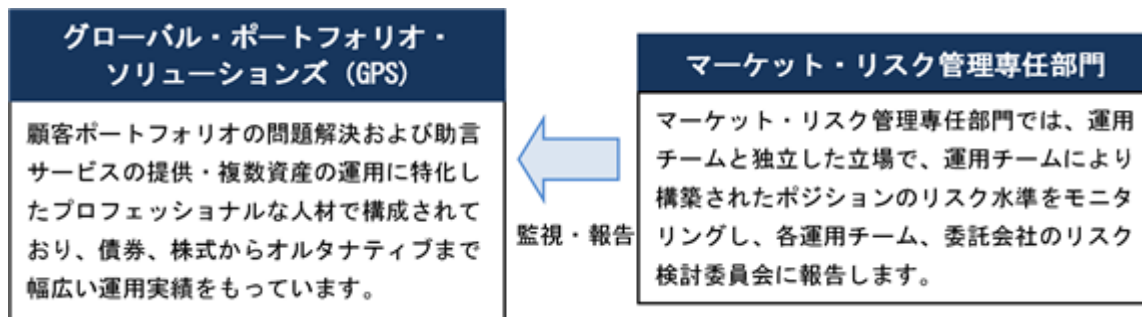 グローバル・ポートフォリオ・
ソリューションズ (GPS)
顧客ポートフォリオの問題解決および助言
サービスの提供・複数資産の運用に特化し
たプロフェッショナルな人材で構成されて
おり、債券、株式からオルタナティブまで
幅広い運用実績をもっています。
監視・報告
マーケット・リスク管理専任部門
マーケット・リスク管理専任部門では、運用
チームと独立した立場で、運用チームにより
構築されたポジションのリスク水準をモニタ
リングし、各運用チーム、委託会社のリスク
検討委員会に報告します。